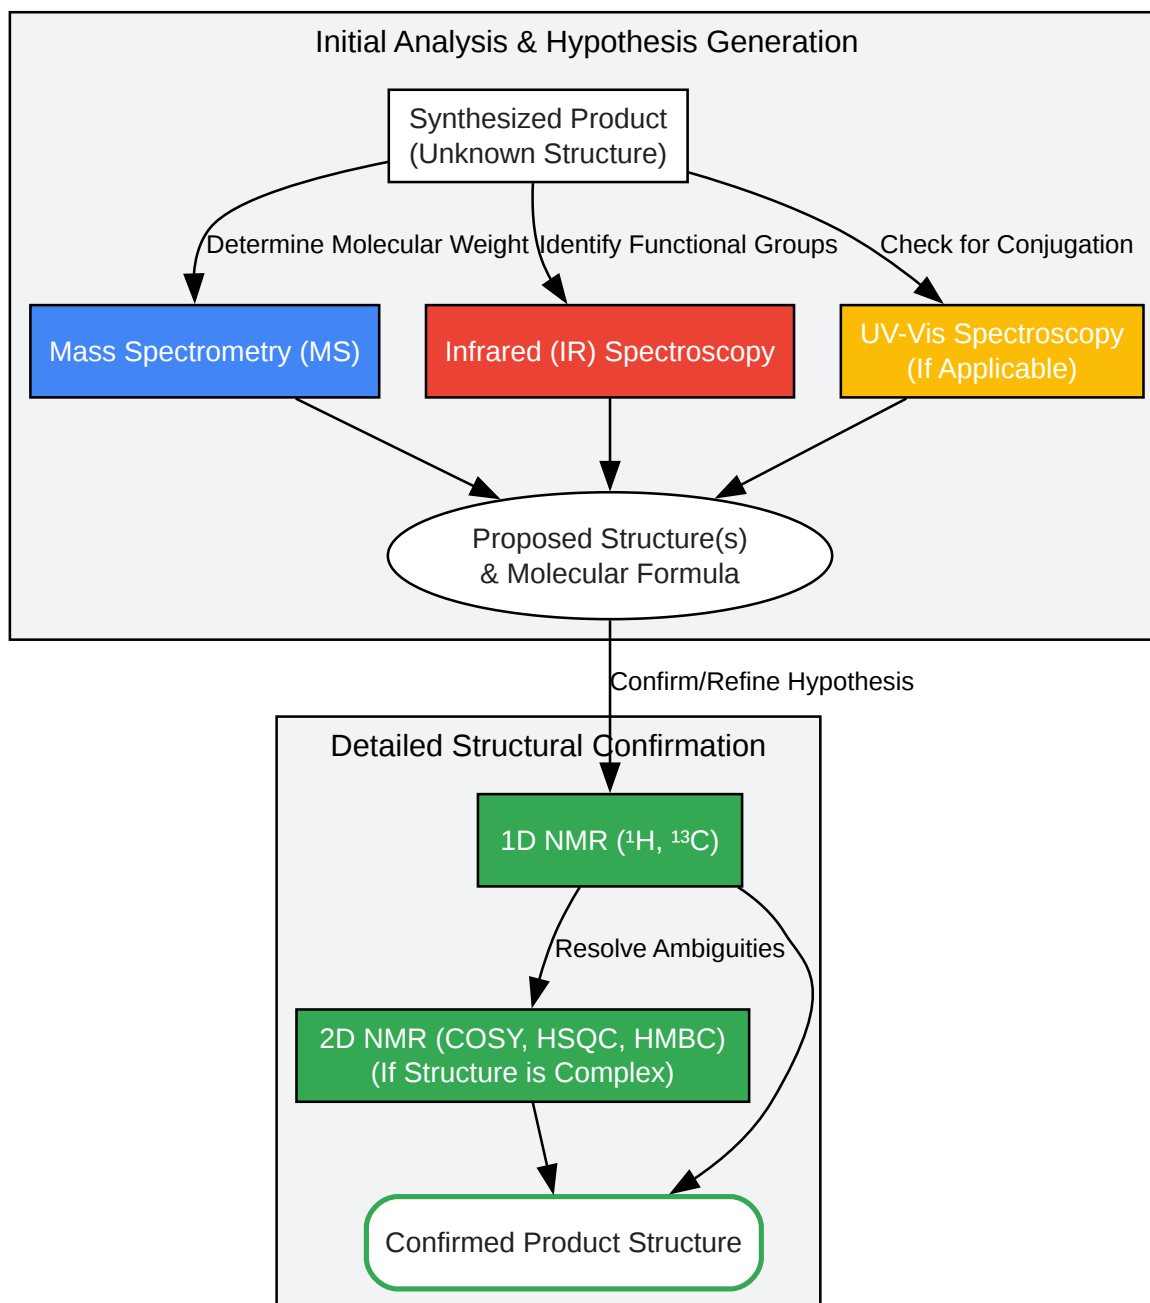 Initial Analysis & Hypothesis Generation
Synthesized Product
(Unknown Structure)
Determine Molecular Weight
Identify Functional Groups
Check for Conjugation
Mass Spectrometry (MS)
Infrared (IR) Spectroscopy
UV-Vis Spectroscopy
(If Applicable)
Proposed Structure(s)
& Molecular Formula
Confirm/Refine Hypothesis
Detailed Structural Confirmation
1D NMR (¹H, ¹³C)
Resolve Ambiguities
2D NMR (COSY, HSQC, HMBC)
(If Structure is Complex)
Confirmed Product Structure